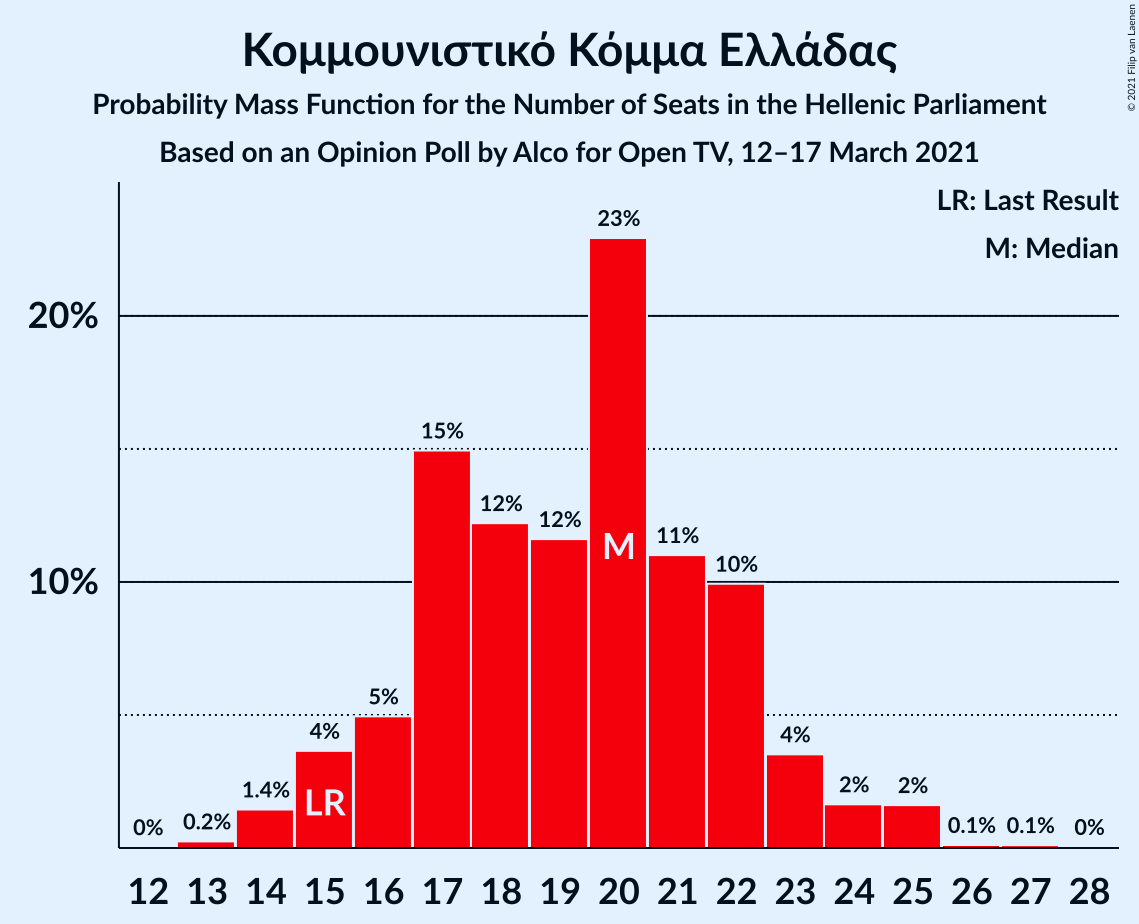 Κομμουνιστικό Κόμμα Ελλάδας
Probability Mass Function for the Number of Seats in the Hellenic Parliament
Based on an Opinion Poll by Alco for Open TV, 12–17 March 2021
© 2021 Filip van Laenen
LR: Last Result
M: Median
20%
10%
0%
0.2%
1.4%
4%
5%
15%
12%
12%
23%
11%
10%
4%
2%
2%
0.1%
0.1%
0%
LR
M
12 13 14 15 16 17 18 19 20 21 22 23 24 25 26 27 28